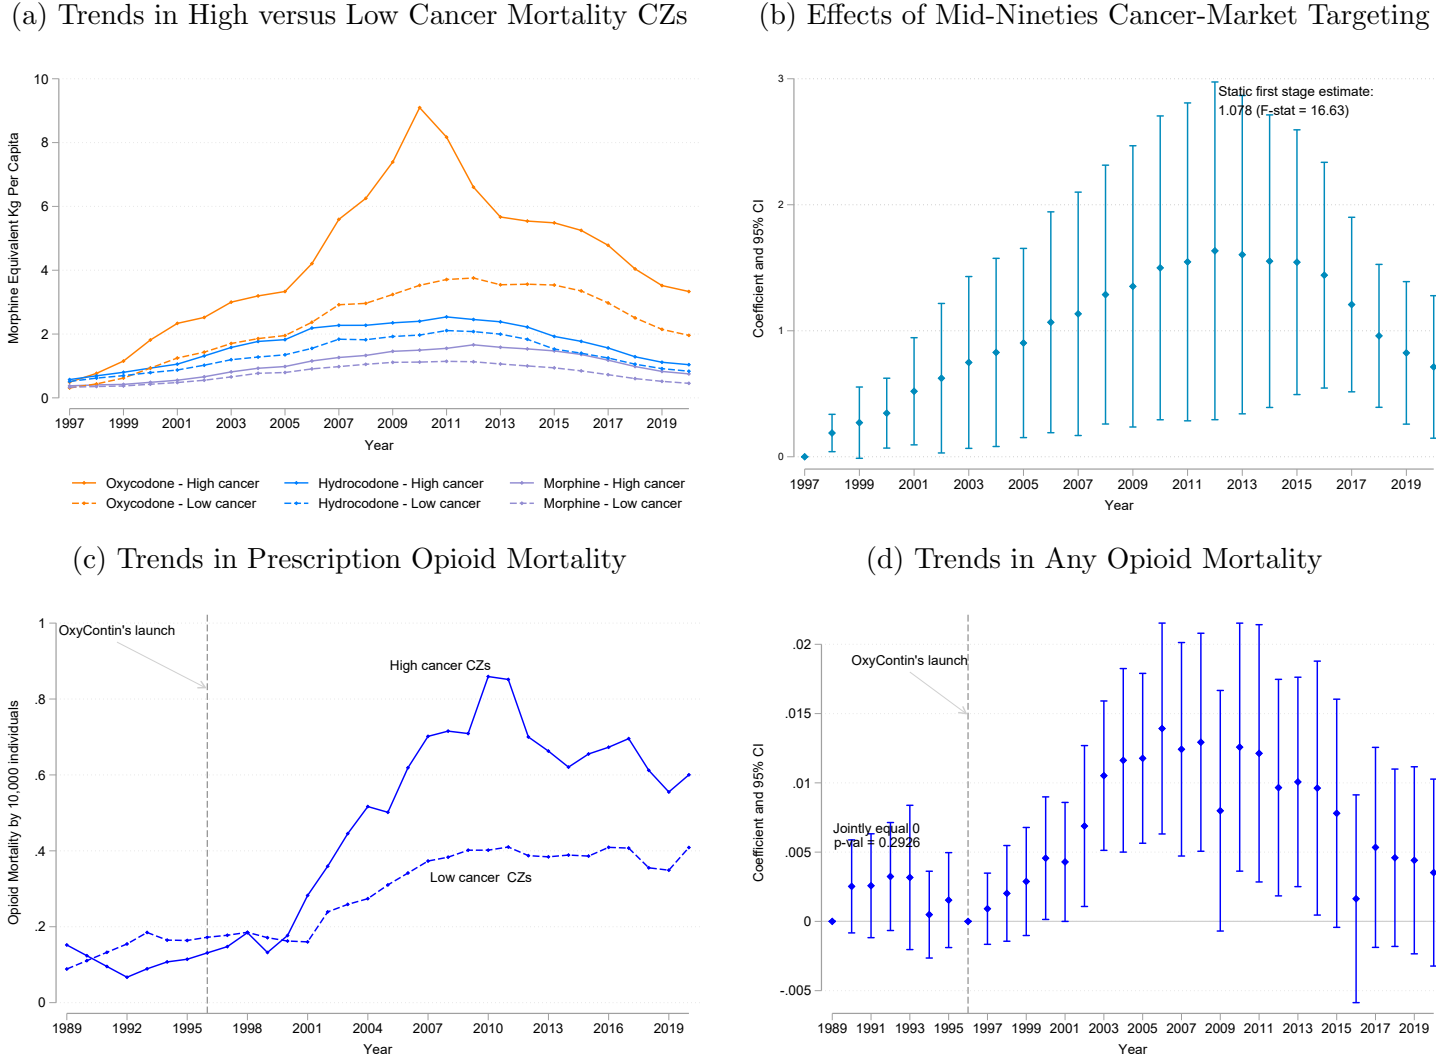 (a) Trends in High versus Low Cancer Mortality CZs
Morphine Equivalent Kg Per Capita
10
8
6
4
2
0
1997 1999 2001 2003 2005 2007 2009 2011 2013 2015 2017 2019
Year
Oxycodone - High cancer Hydrocodone - High cancer Morphine - High cancer
Oxycodone - Low cancer Hydrocodone - Low cancer Morphine - Low cancer
(b) Effects of Mid-Nineties Cancer-Market Targeting
Coefficient and 95% CI
3
2
1
0
Static first stage estimate:
1.078 (F-stat = 16.63)
1997 1999 2001 2003 2005 2007 2009 2011 2013 2015 2017 2019
Year
(c) Trends in Prescription Opioid Mortality
Opioid Mortality by 10,000 individuals
1
.8
.6
.4
.2
0
OxyContin's launch
High cancer CZs
Low cancer CZs
1989 1992 1995 1998 2001 2004 2007 2010 2013 2016 2019
Year
(d) Trends in Any Opioid Mortality
Coefficient and 95% CI
.02
.015
.01
.005
0
-.005
OxyContin's launch
Jointly equal 0
p-val = 0.2926
1989 1991 1993 1995 1997 1999 2001 2003 2005 2007 2009 2011 2013 2015 2017 2019
Year